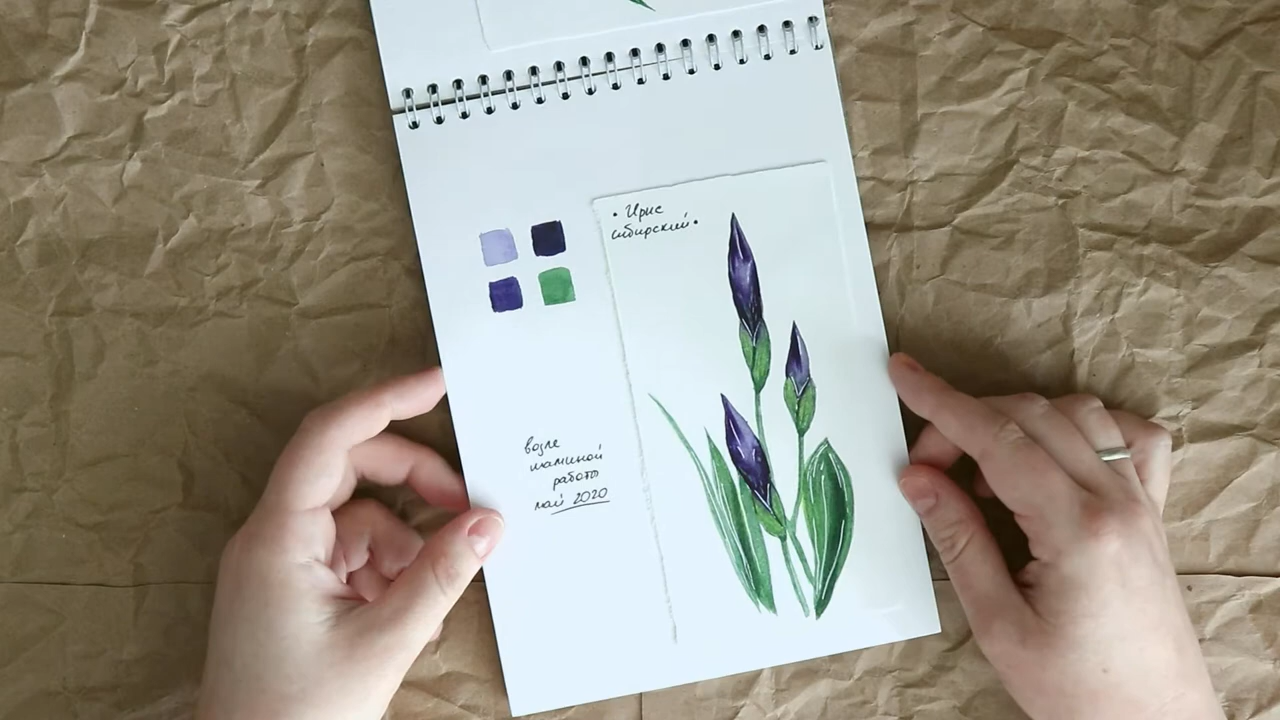 • Ирис
сибирский •
возле
маминой
работы
май 2020